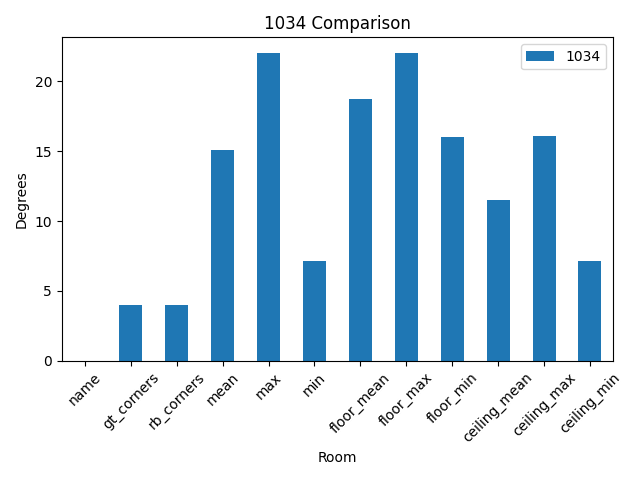 1034 Comparison
1034
Degrees
20
15
10
5
0
name
gt_corners
rb_corners
mean
max
min
floor_mean
floor_max
floor_min
ceiling_mean
ceiling_max
ceiling_min
Room